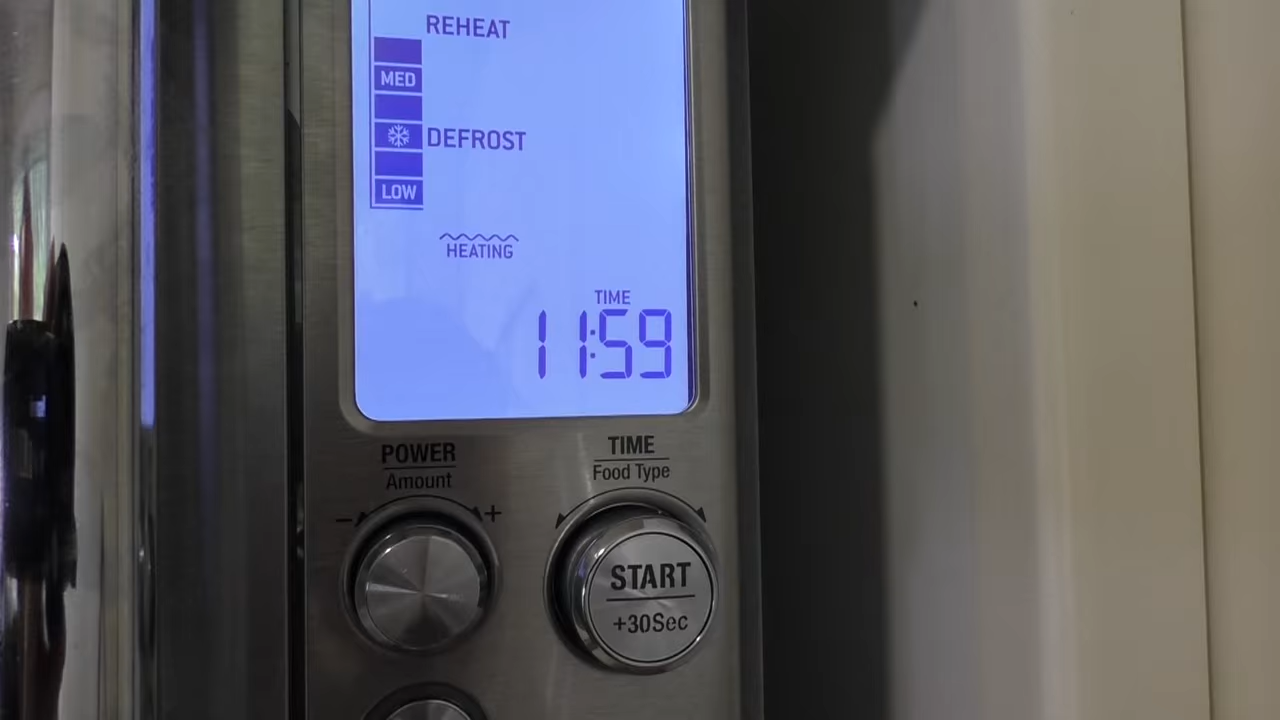 REHEAT
MED
DEFROST
LOW
HEATING
TIME
11:59
POWER
Amount
TIME
Food Type
- +
START
+30Sec